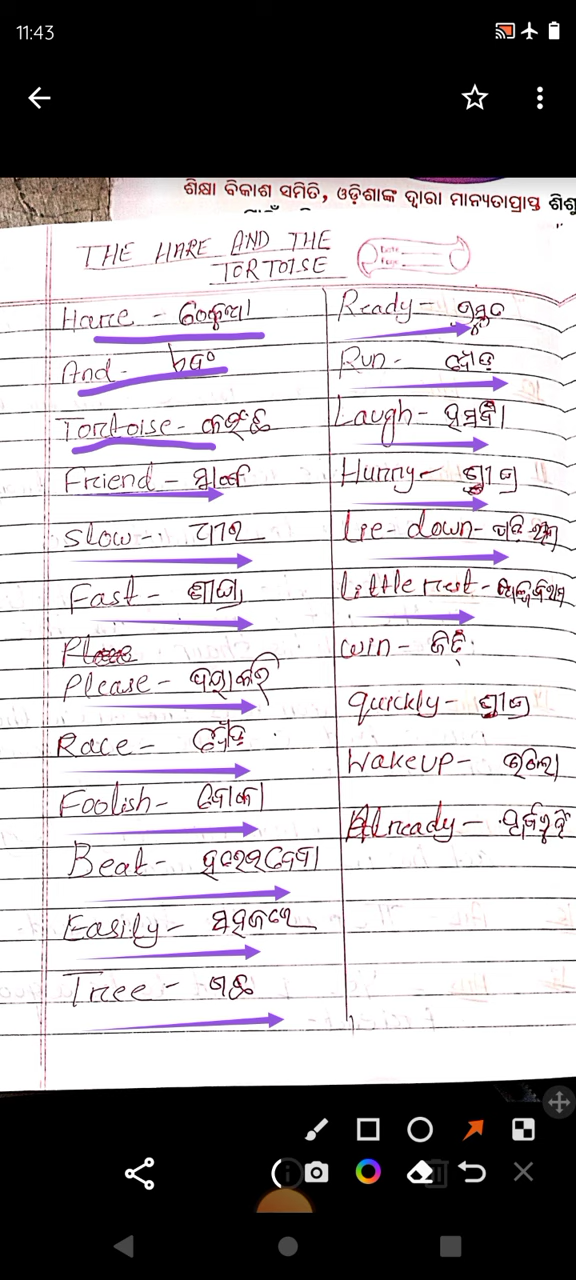 11:43
ଶିକ୍ଷା ବିକାଶ ସମିତି, ଓଡ଼ିଶାଙ୍କ ଦ୍ୱାରା ମାନ୍ୟତାପ୍ରାପ୍ତ ଶିଶୁ
THE HARE AND THE
TORTOISE
Hare - ଠେକୁଆ
And - ଏବଂ
Tortoise - କଇଁଛ
Friend - ସାଙ୍ଗ
Slow - ଧୀର
Fast - ଶୀଘ୍ର
Please - ଦୟାକରି
Race - ଦୌଡ଼
Foolish - ବୋକା
Beat -
Easily - ସହଜରେ
Tree - ଗଛ
Ready - ପ୍ରସ୍ତୁତ
Run - ଦୌଡ଼
Laugh - ହସିବା
Hurry - ଶୀଘ୍ର
Lie-down -
Little rest -
Win -
quickly - ଶୀଘ୍ର
Wakeup - ଉଠିଲା
Already -